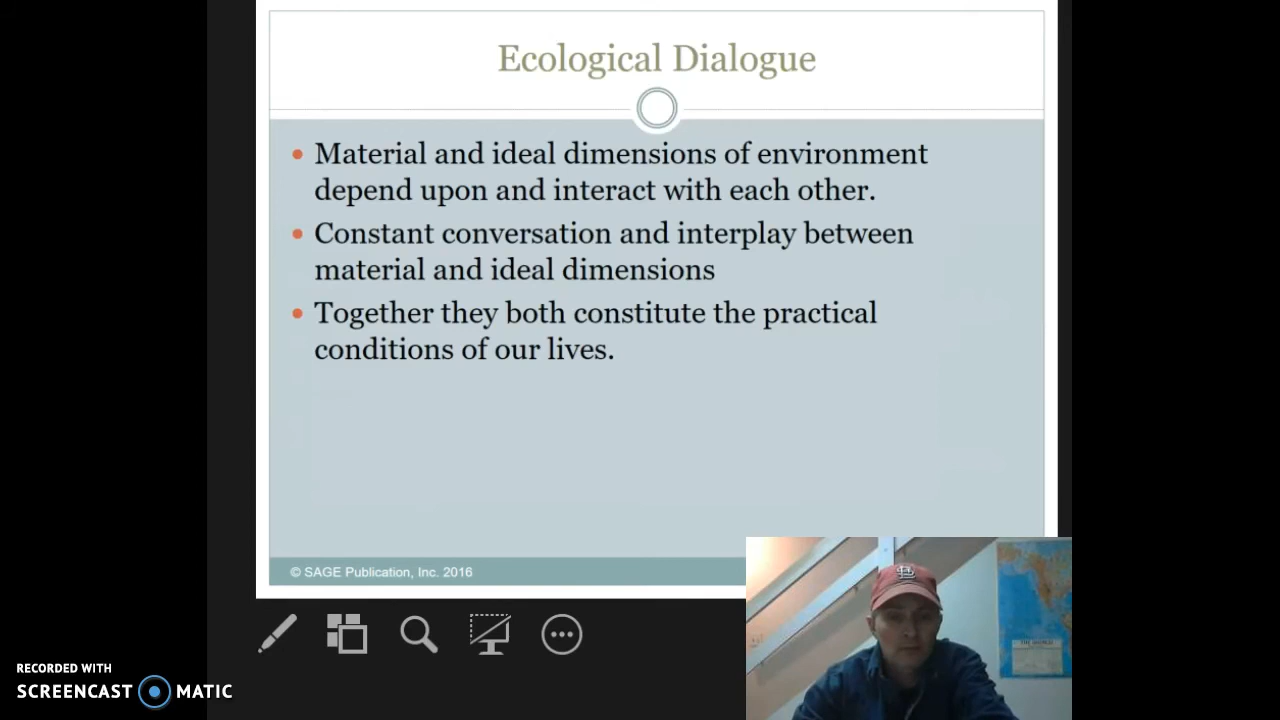 Ecological Dialogue
Material and ideal dimensions of environment
depend upon and interact with each other.
Constant conversation and interplay between
material and ideal dimensions
Together they both constitute the practical
conditions of our lives.
© SAGE Publication, Inc. 2016
RECORDED WITH
SCREENCAST MATIC